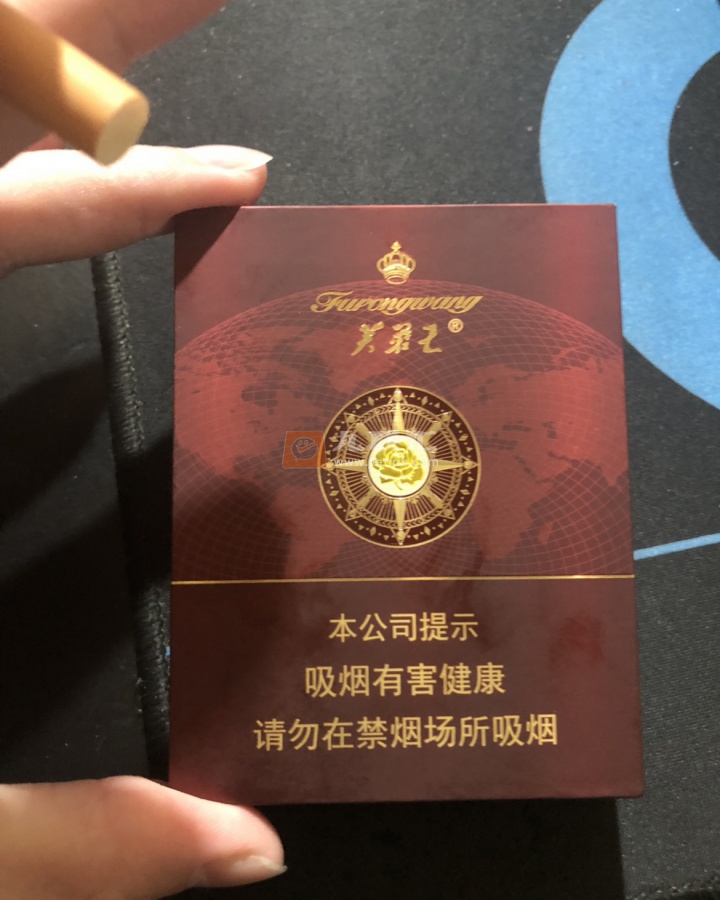 Furongwang
芙蓉王®
本公司提示
吸烟有害健康
请勿在禁烟场所吸烟